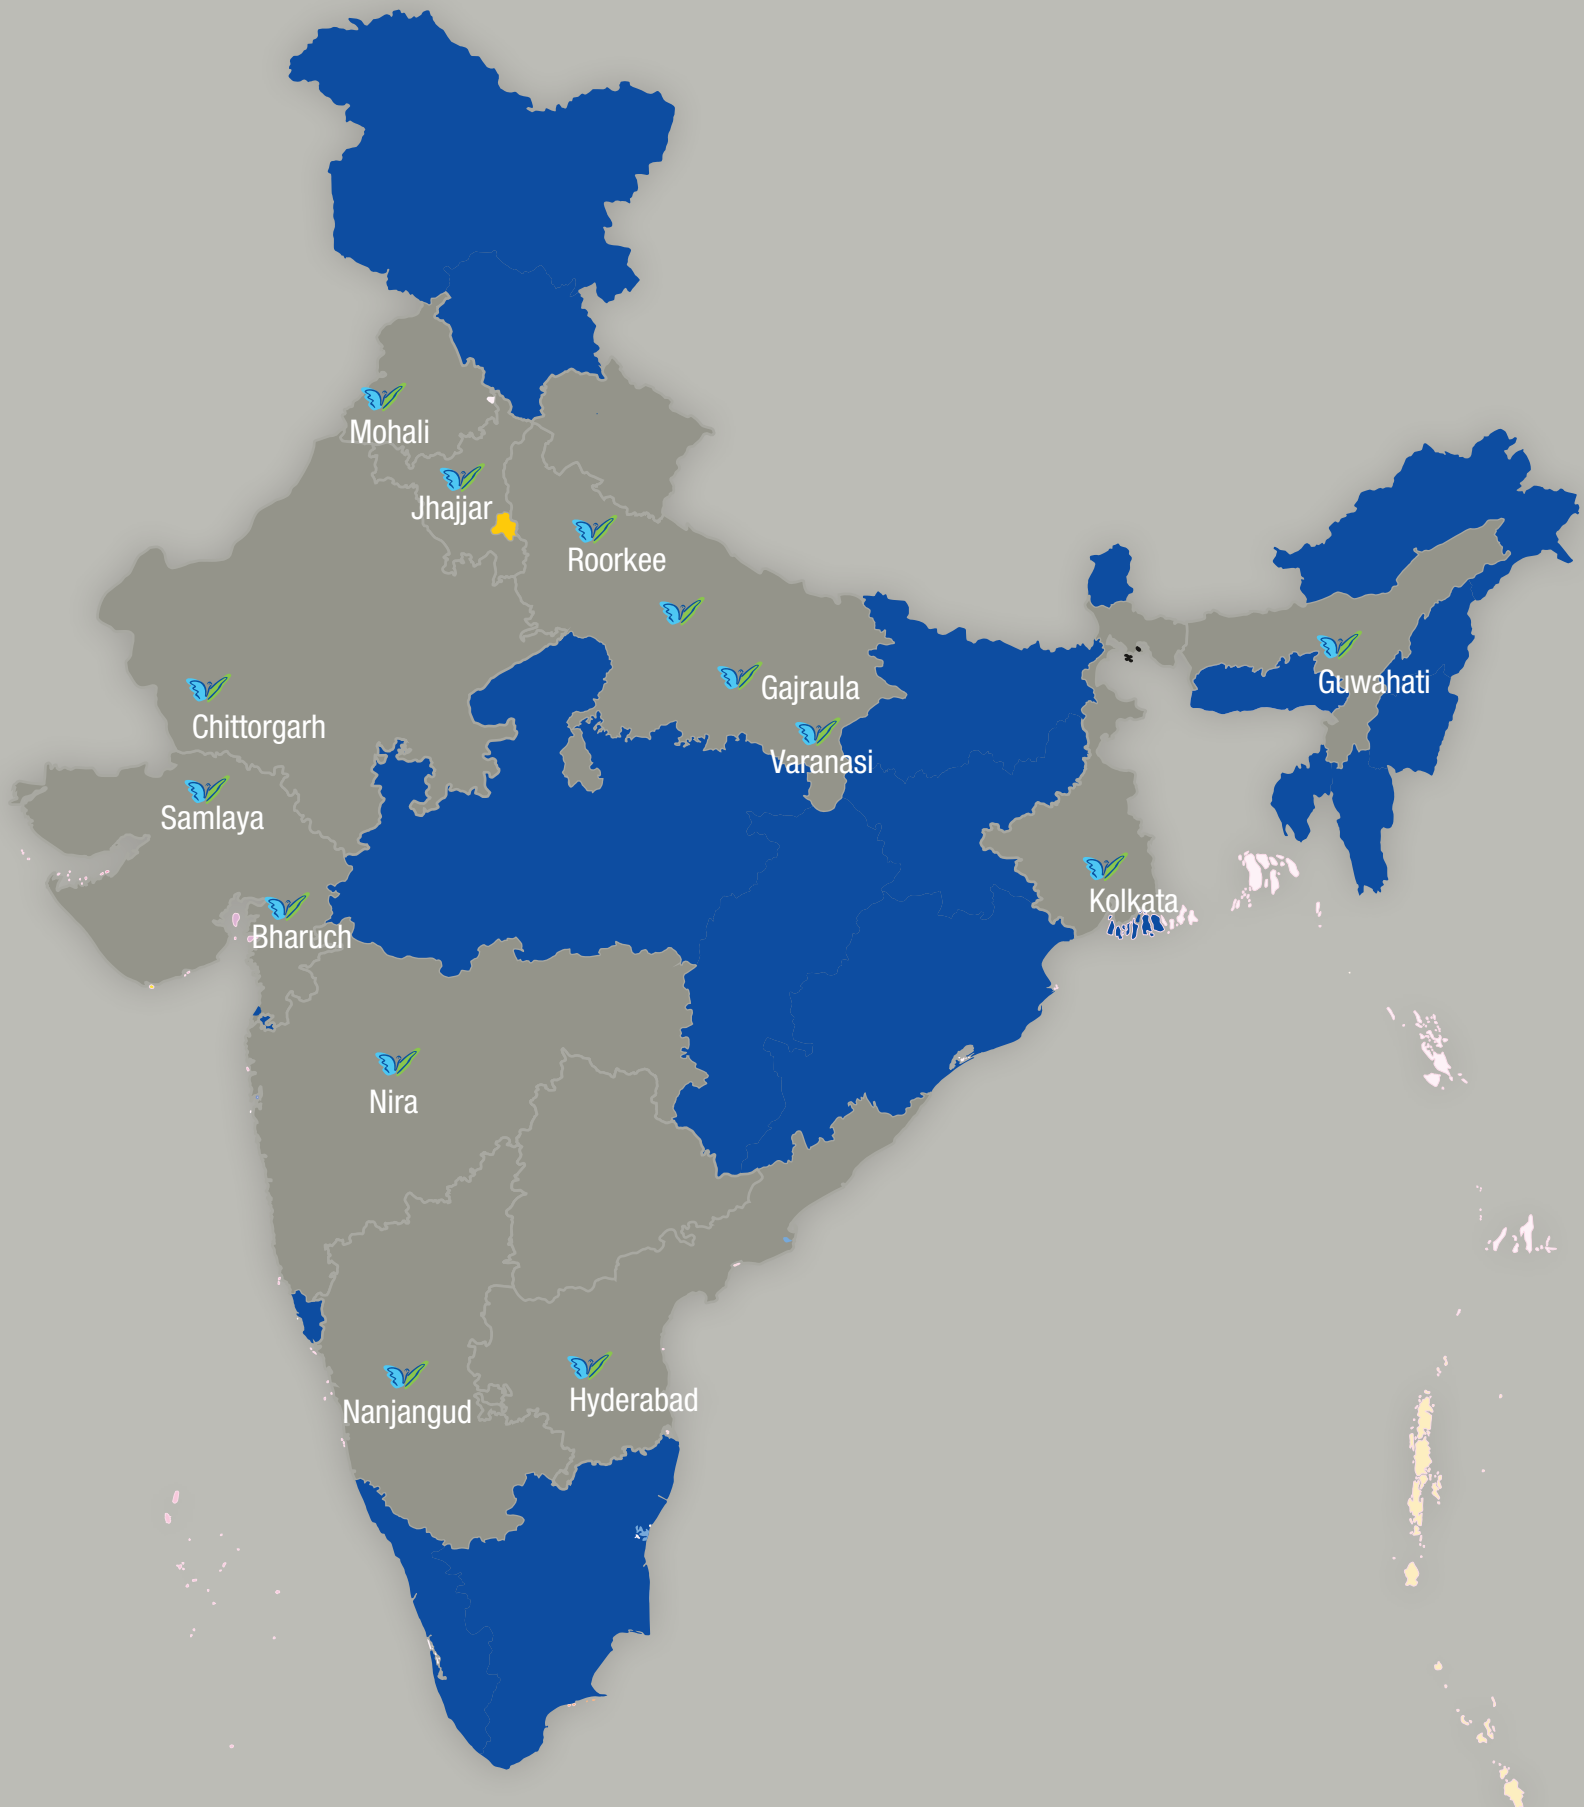 Mohali
Jhajjar
Roorkee
Gajraula
Guwahati
Chittorgarh
Varanasi
Samlaya
Kolkata
Bharuch
Nira
Hyderabad
Nanjangud